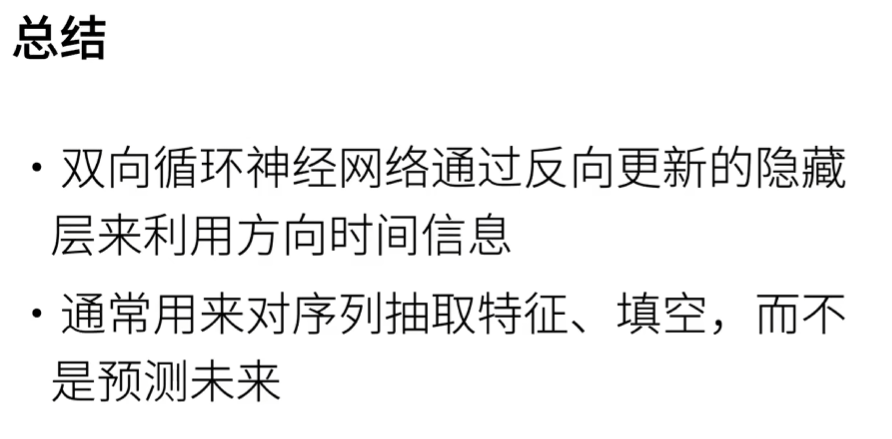 总结
• 双向循环神经网络通过反向更新的隐藏
层来利用方向时间信息
• 通常用来对序列抽取特征、填空，而不
是预测未来